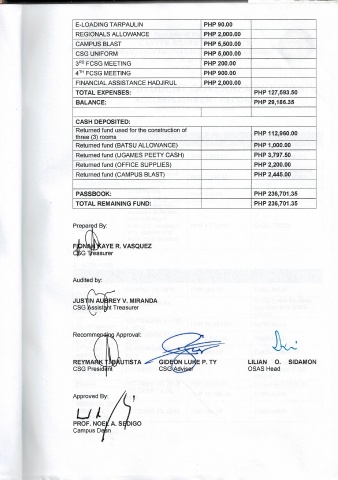 E-LOADING TARPAULIN PHP 90.00
REGIONALS ALLOWANCE PHP 2,000.00
CAMPUS BLAST PHP 5,500.00
CSG UNIFORM PHP 6,000.00
3RD FCSG MEETING PHP 200.00
4TH FCSG MEETING PHP 900.00
FINANCIAL ASSISTANCE HADJIRUL PHP 2,000.00
TOTAL EXPENSES: PHP 127,593.50
BALANCE: PHP 29,186.35
CASH DEPOSITED:
Returned fund used for the construction of
three (3) rooms PHP 112,960.00
Returned fund (BATSU ALLOWANCE) PHP 1,000.00
Returned fund (UGAMES PEETY CASH) PHP 3,797.50
Returned fund (OFFICE SUPPLIES) PHP 2,200.00
Returned fund (CAMPUS BLAST) PHP 2,445.00
PASSBOOK: PHP 236,701.35
TOTAL REMAINING FUND: PHP 236,701.35
Prepared By:
KAYE R. VASQUEZ
CSG Treasurer
Audited by:
JUSTIN AUBREY V. MIRANDA
CSG Assistant Treasurer
Recommending Approval:
REYMARK T. BAUTISTA GIDEON LUKE P. TY LILIAN O. SIDAMON
CSG President CSG Adviser OSAS Head
Approved By:
PROF. NOEL A. SEDIGO
Campus Dean